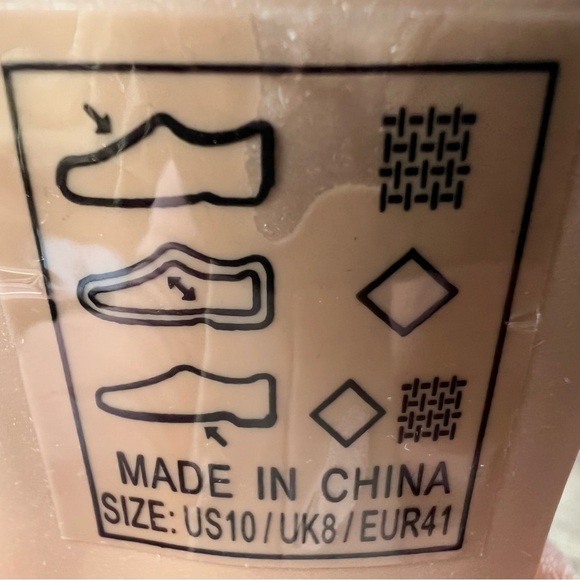 MADE IN CHINA
SIZE: US10 / UK8 / EUR41